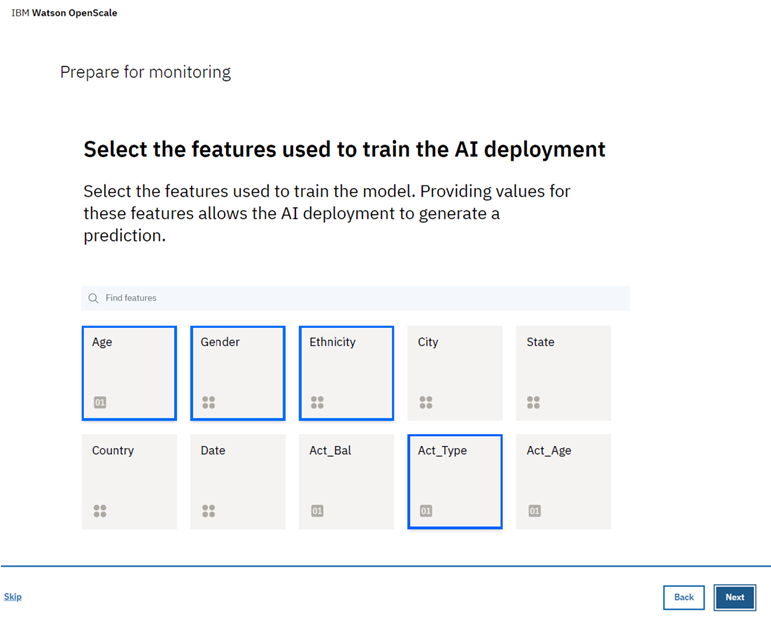 IBM Watson OpenScale
Prepare for monitoring
Select the features used to train the AI deployment
Select the features used to train the model. Providing values for
these features allows the AI deployment to generate a
prediction.
Find features
Age
Gender
Ethnicity
City
State
01
Country
Date
Act_Bal
Act_Type
Act_Age
01
01
01
Skip
Back
Next